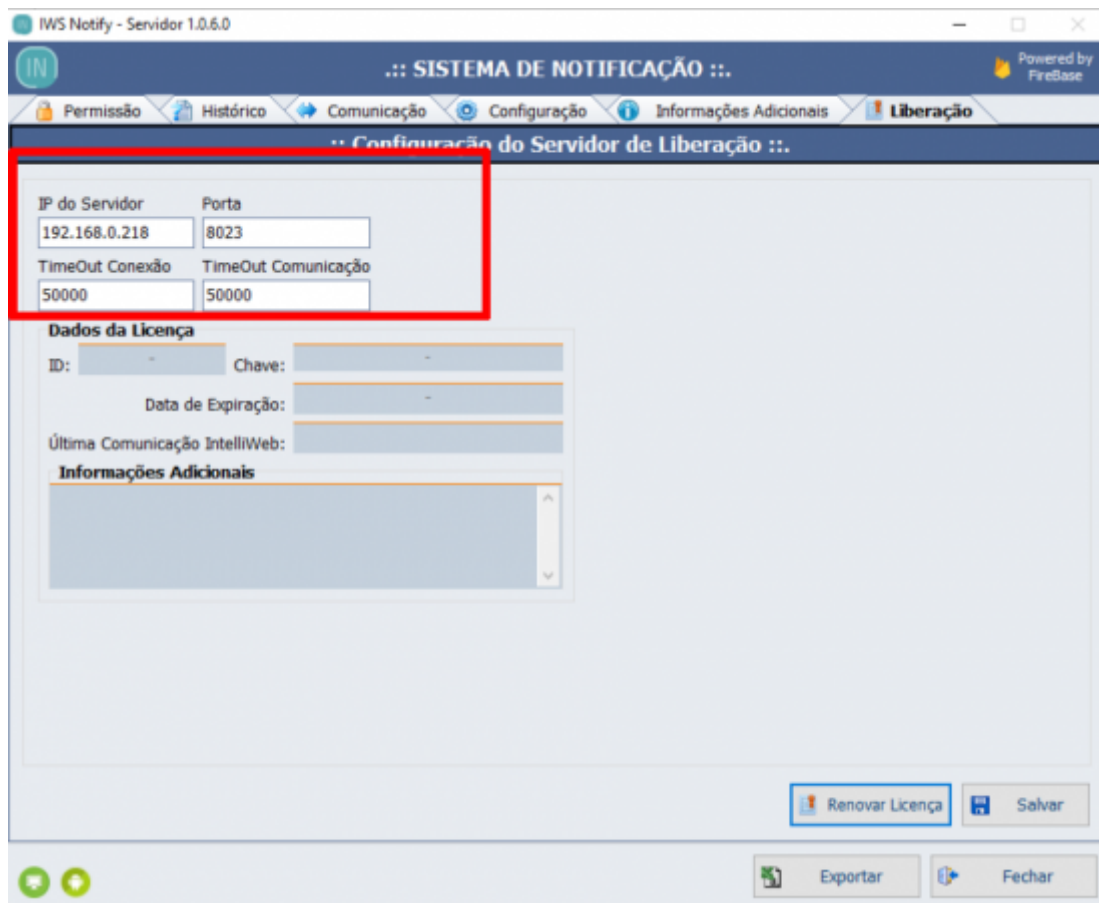 IWS Notify - Servidor 1.0.6.0
IN
.:: SISTEMA DE NOTIFICAÇÃO ::.
Powered by
FireBase
Permissão Histórico Comunicação Configuração Informações Adicionais Liberação
.:: Configuração do Servidor de Liberação ::.
IP do Servidor Porta
192.168.0.218 8023
TimeOut Conexão TimeOut Comunicação
50000 50000
Dados da Licença
ID: - Chave: -
Data de Expiração: -
Última Comunicação IntelliWeb:
Informações Adicionais
Renovar Licença Salvar
Exportar Fechar